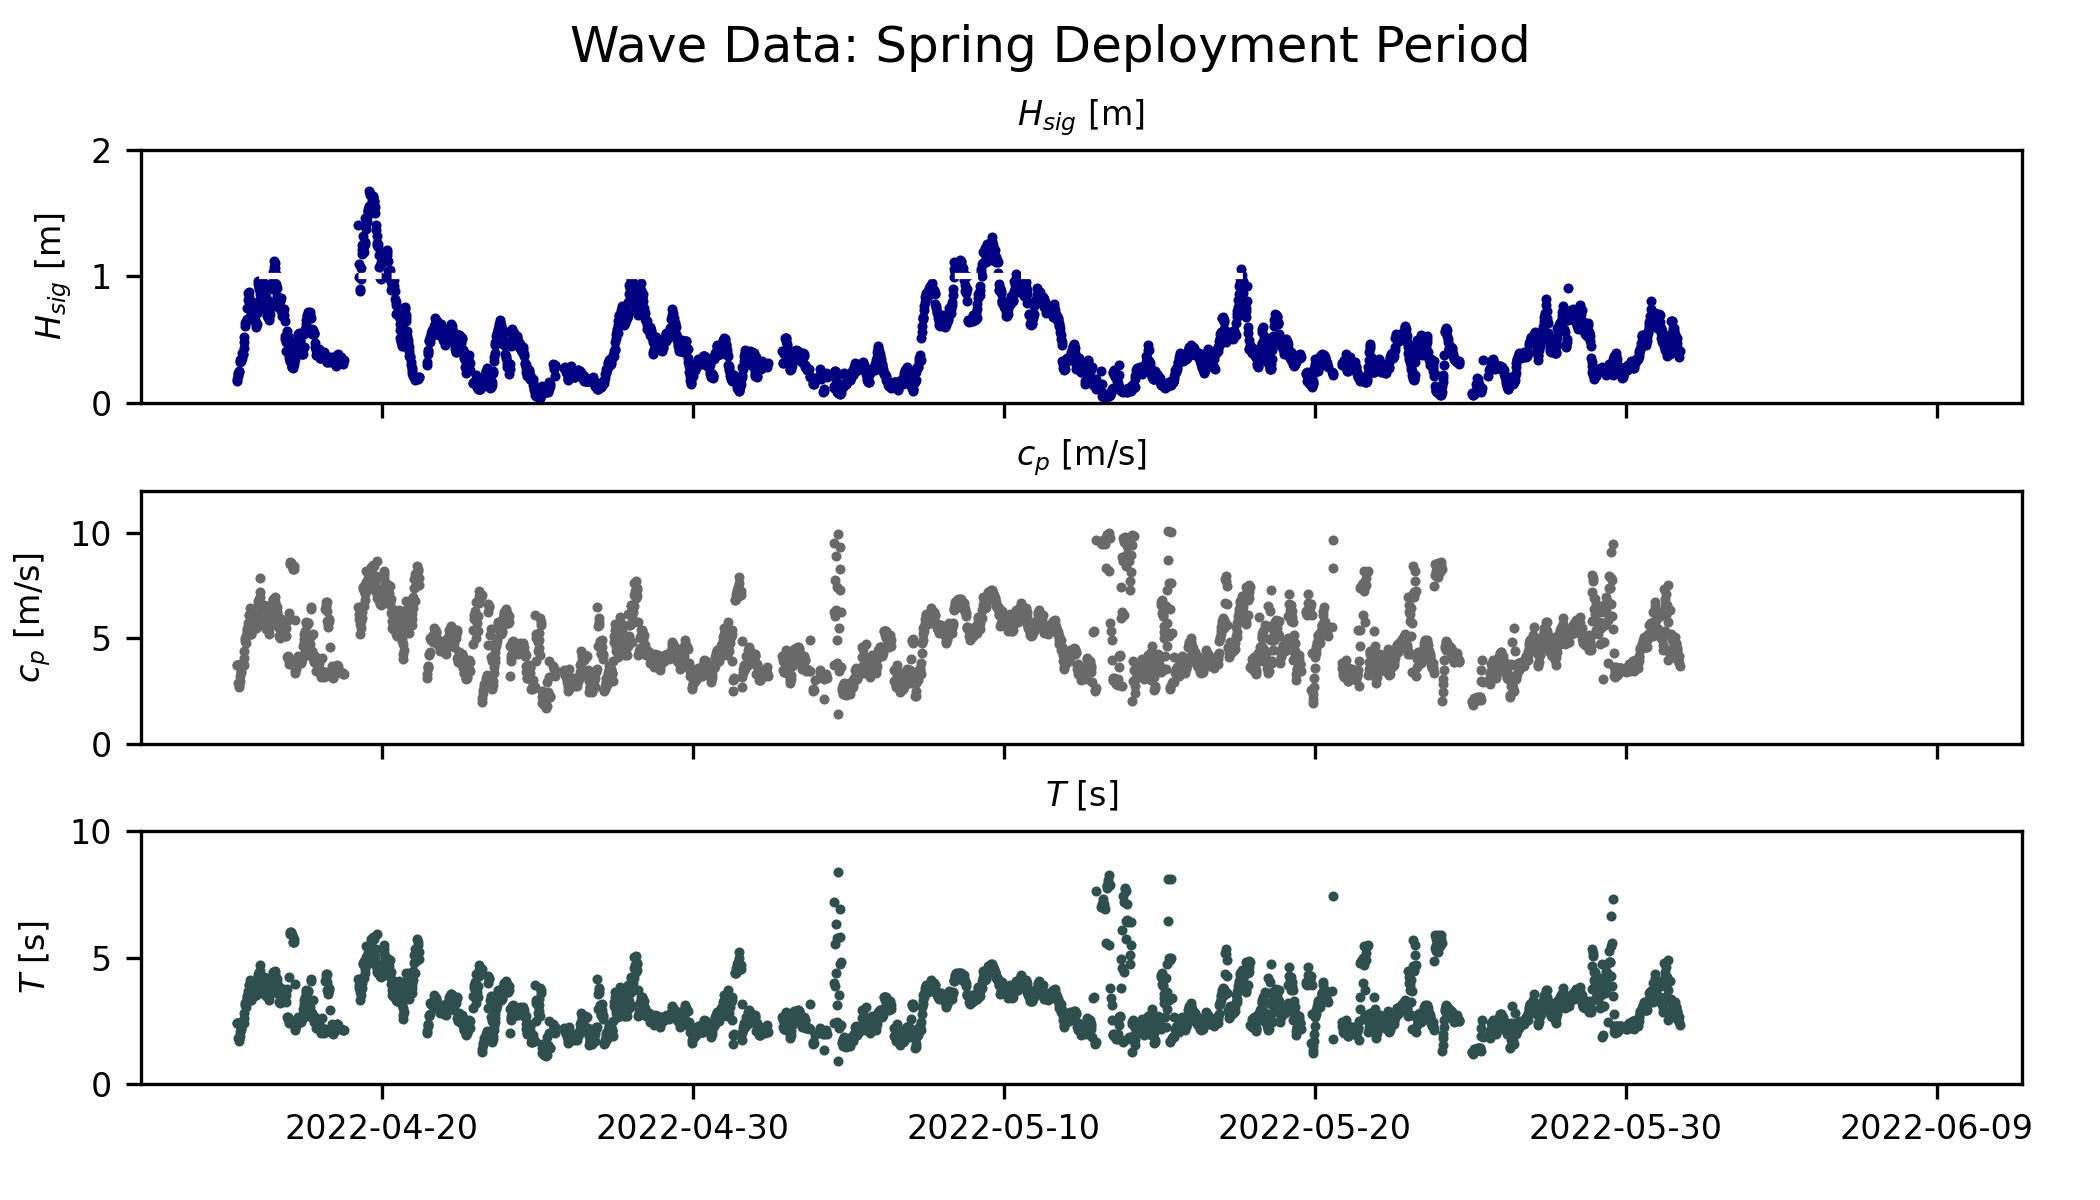 Wave Data: Spring Deployment Period
H_sig [m]
2
1
0
H_sig [m]
c_p [m/s]
10
5
0
c_p [m/s]
T [s]
10
5
0
T [s]
2022-04-20 2022-04-30 2022-05-10 2022-05-20 2022-05-30 2022-06-09